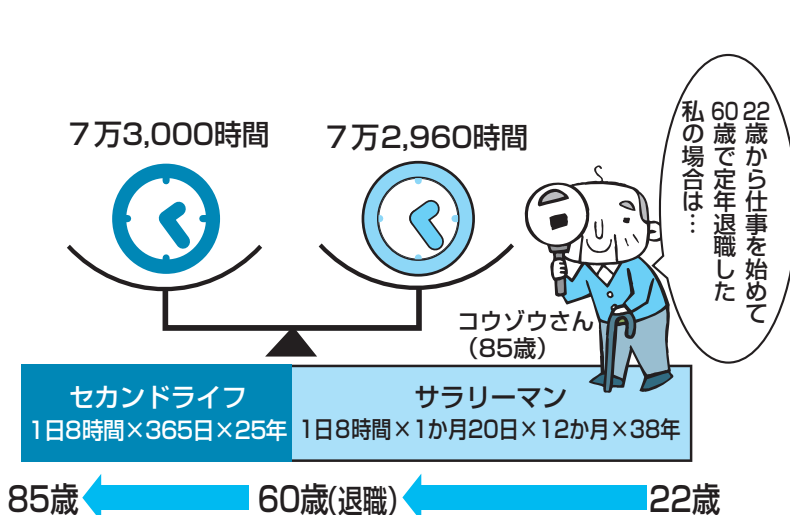 22歳から仕事を始めて
60歳で定年退職した
私の場合は…
7万3,000時間
7万2,960時間
コウゾウさん
（85歳）
セカンドライフ
1日8時間×365日×25年
サラリーマン
1日8時間×1か月20日×12か月×38年
85歳
60歳(退職)
22歳